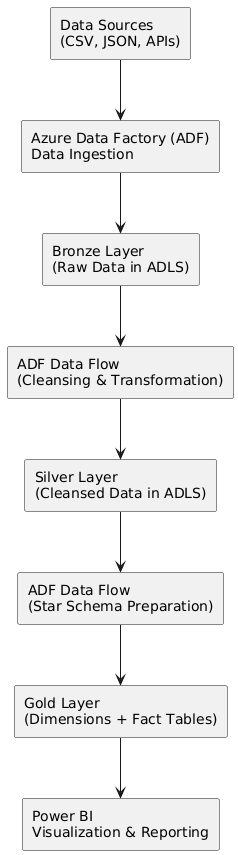 Data Sources
(CSV, JSON, APIs)
Azure Data Factory (ADF)
Data Ingestion
Bronze Layer
(Raw Data in ADLS)
ADF Data Flow
(Cleansing & Transformation)
Silver Layer
(Cleansed Data in ADLS)
ADF Data Flow
(Star Schema Preparation)
Gold Layer
(Dimensions + Fact Tables)
Power BI
Visualization & Reporting